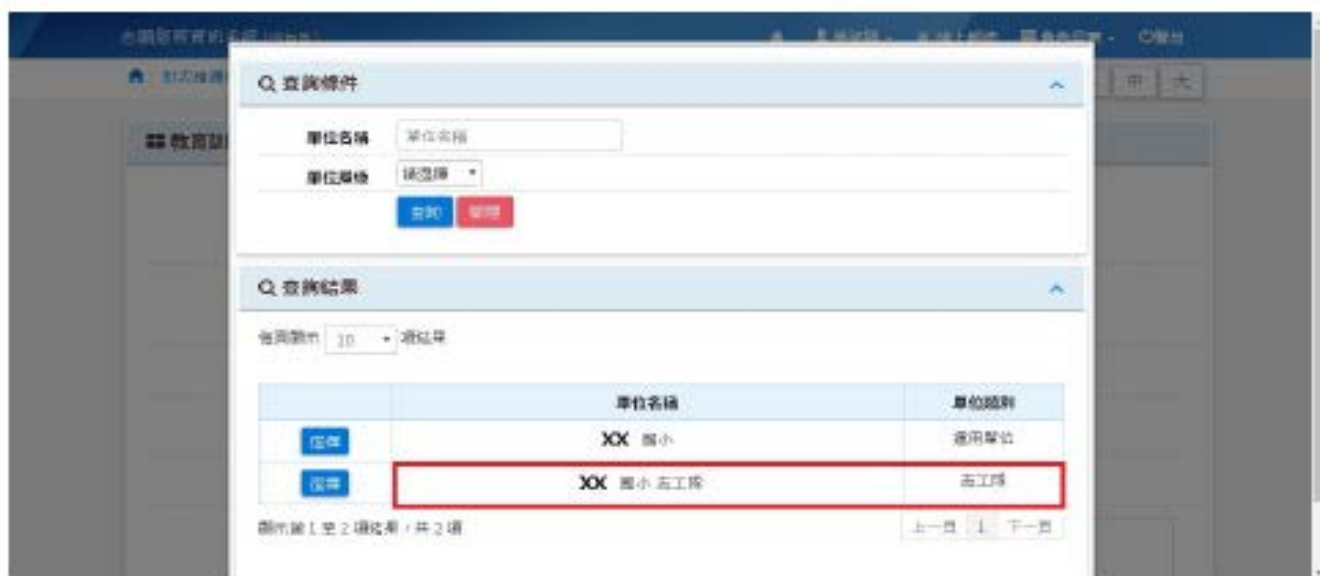 查詢條件
單位名稱 單位名稱
單位層級 請選擇
查詢 清除
查詢結果
每頁顯示 10 項結果
單位名稱 單位類別
選擇 XX 國小 運用單位
選擇 XX 國小 志工隊 志工隊
顯示第 1 至 2 項結果，共 2 項
上一頁 1 下一頁
中 大